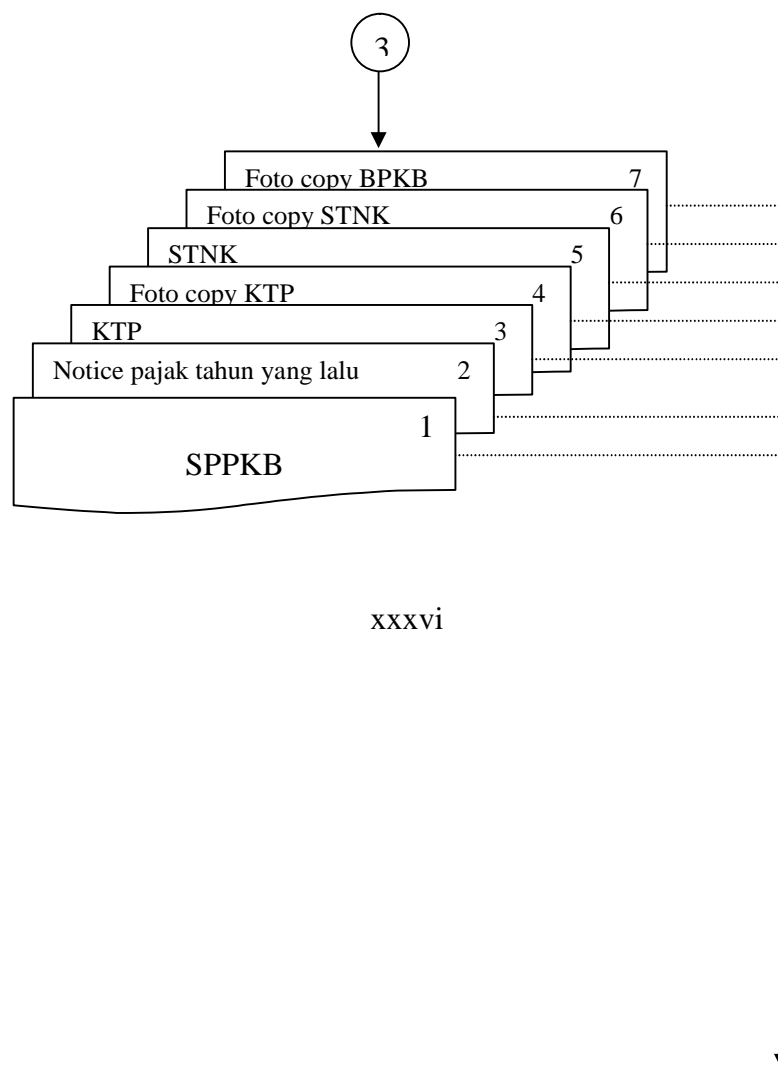 3
Foto copy BPKB 7
Foto copy STNK 6
STNK 5
Foto copy KTP 4
KTP 3
Notice pajak tahun yang lalu 2
1
SPPKB
xxxvi